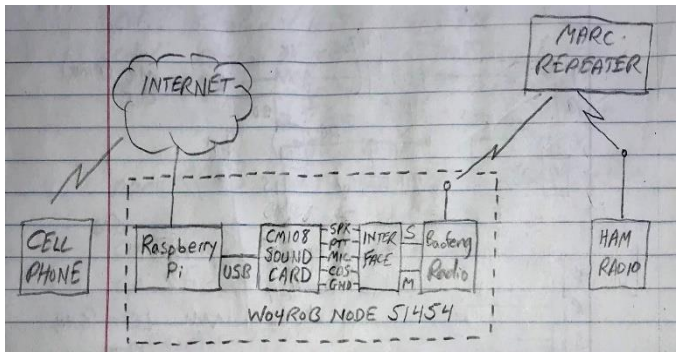 MARC
REPEATER
INTERNET
CELL
PHONE
Raspberry
Pi
USB
CM108
SOUND
CARD
SPK
PTT
MIC
COS
GND
INTER
FACE
S
M
Baofeng
Radio
HAM
RADIO
W0YROB NODE 51454